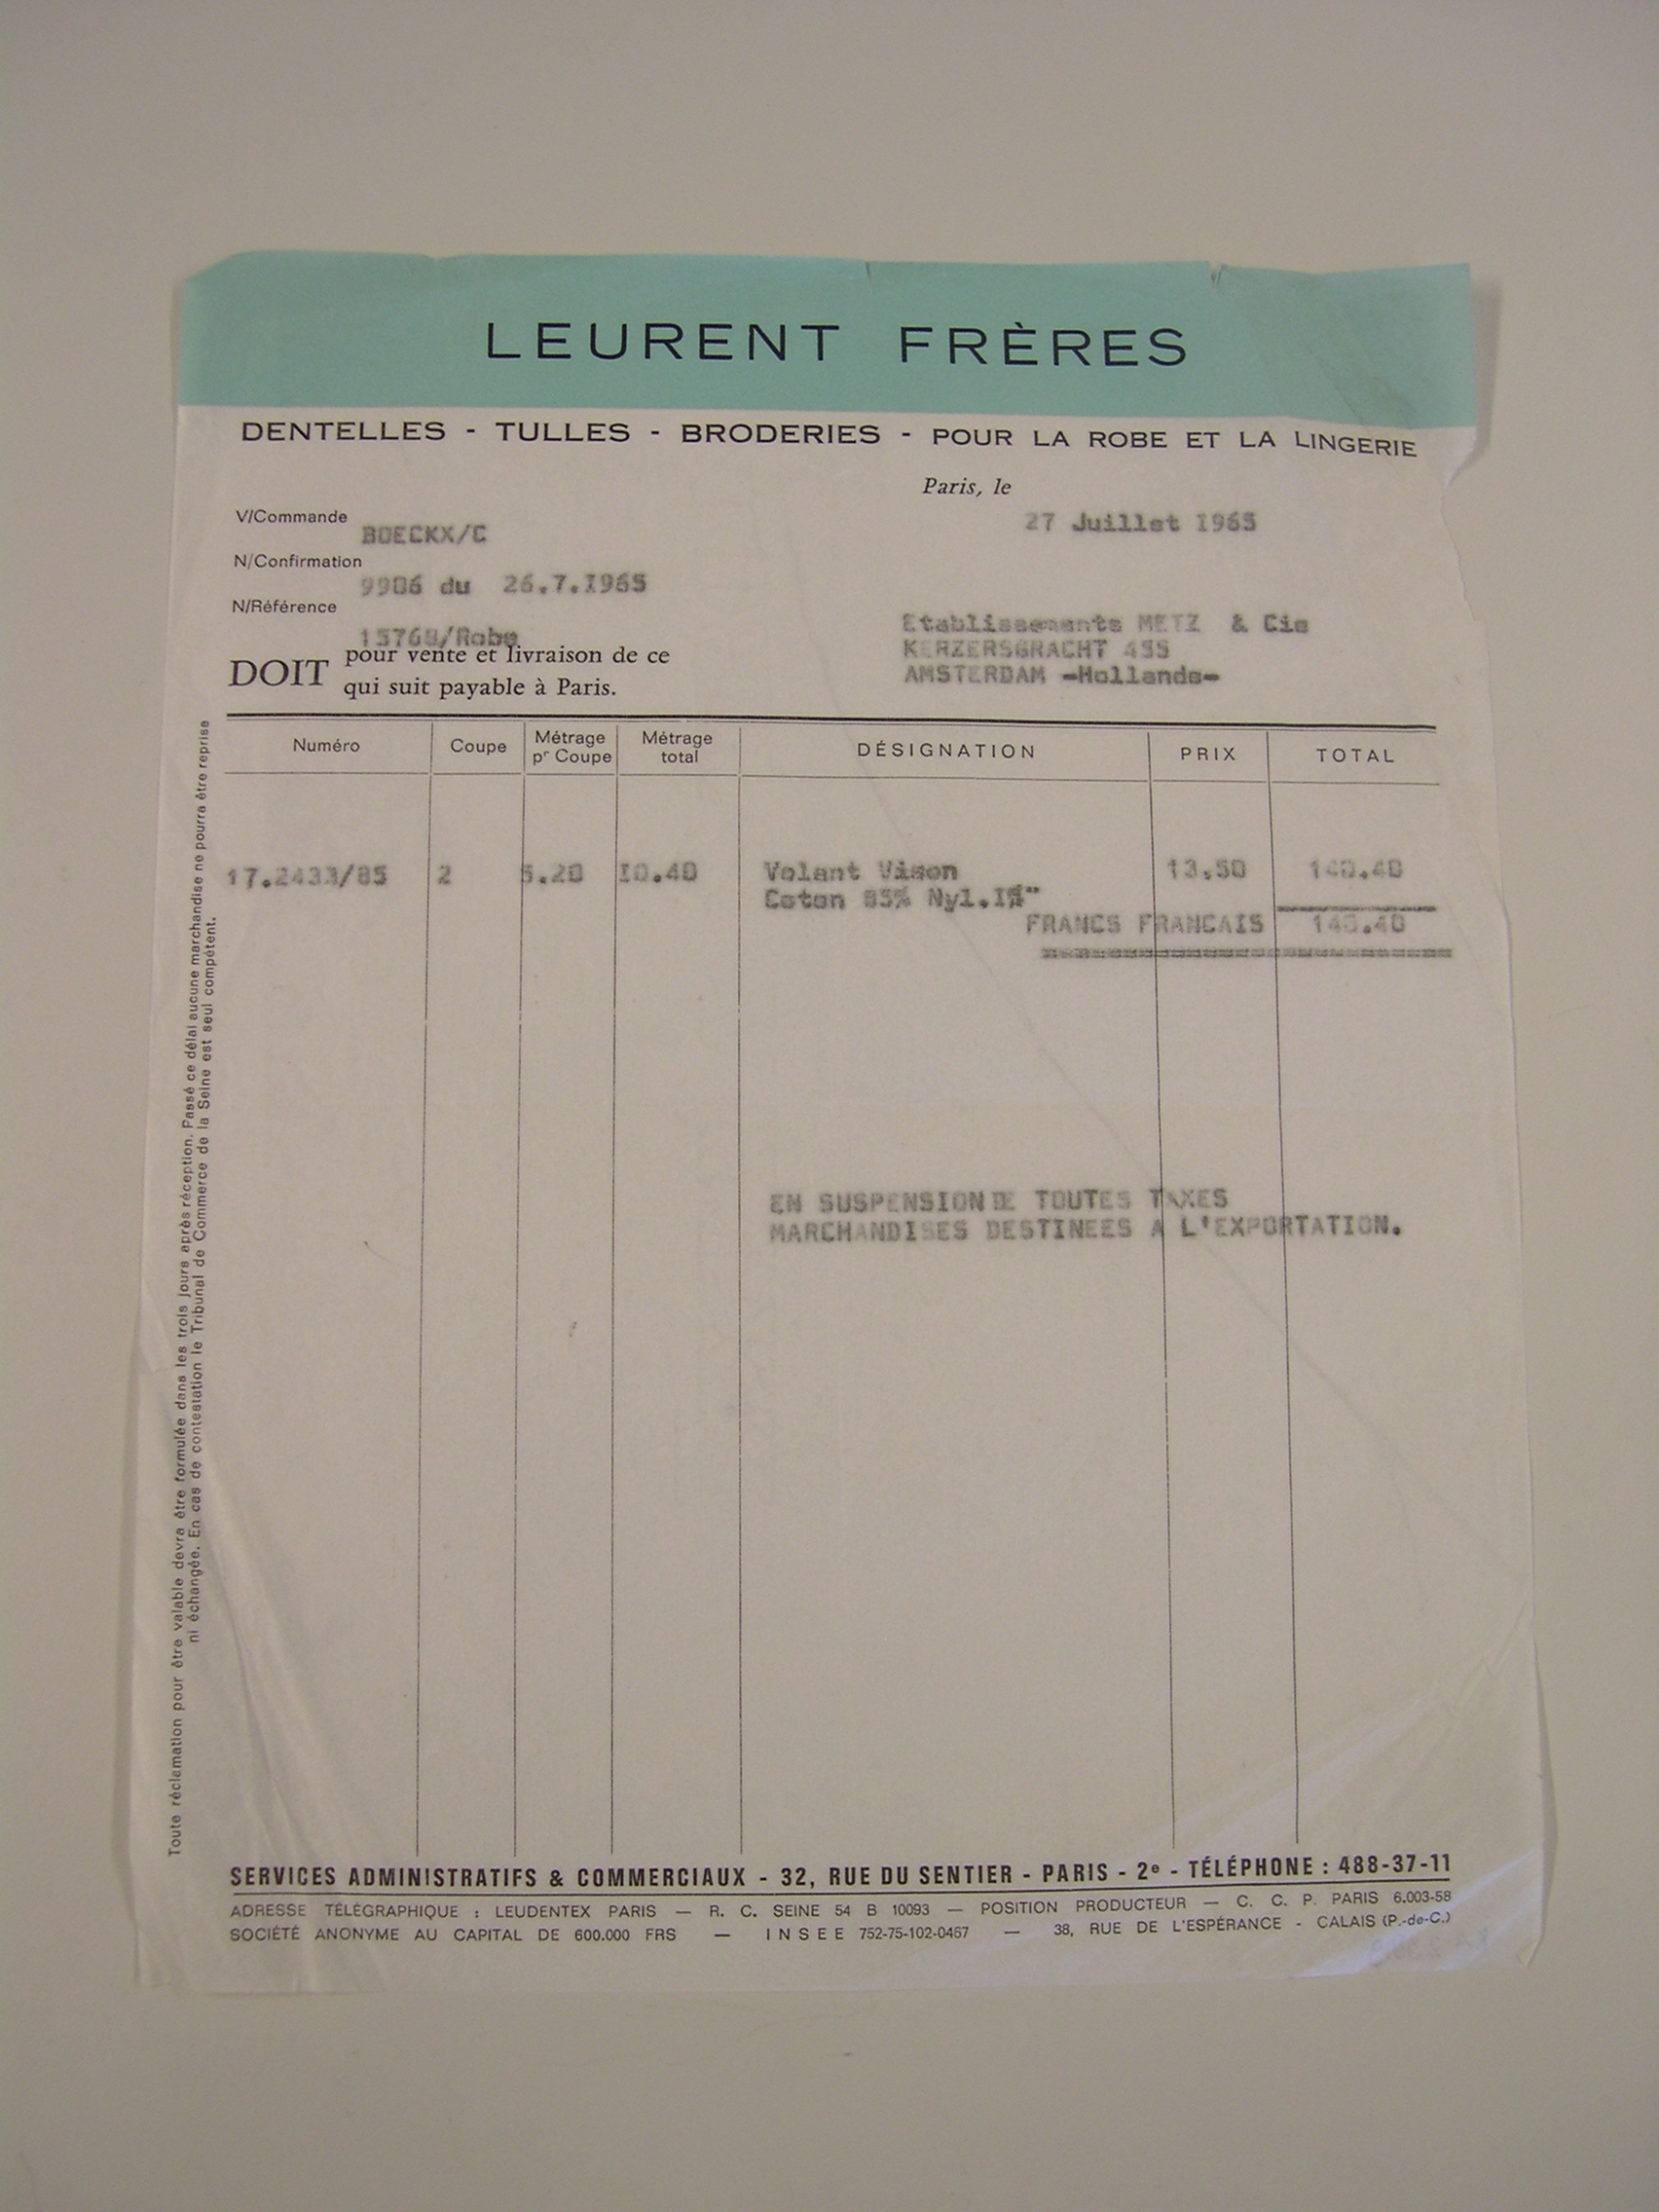 LEURENT FRÈRES
DENTELLES - TULLES - BRODERIES - POUR LA ROBE ET LA LINGERIE
Paris, le
27 Juillet 1965
V/Commande
BOECKX/C
N/Confirmation
9906 du 26.7.1965
N/Référence
/Robe
Etablissements METZ & Cie
KERZERSGRACHT 455
AMSTERDAM -Hollande-
DOIT pour vente et livraison de ce
qui suit payable à Paris.
Numéro Coupe Métrage pr Coupe Métrage total DÉSIGNATION PRIX TOTAL
17.2433/85 2 5.20 10.40 Volant Vison 13.50 140.40
Coton 85% Nyl.
FRANCS FRANCAIS 140.40
EN SUSPENSION DE TOUTES TAXES
MARCHANDISES DESTINEES A L'EXPORTATION.
Toute réclamation pour être valable devra être formulée dans les trois jours après réception. Passé ce délai aucune marchandise ne pourra être reprise
ni échangée. En cas de contestation le Tribunal de Commerce de la Seine est seul compétent.
SERVICES ADMINISTRATIFS & COMMERCIAUX - 32, RUE DU SENTIER - PARIS - 2e - TÉLÉPHONE : 488-37-11
ADRESSE TÉLÉGRAPHIQUE : LEUDENTEX PARIS — R. C. SEINE 54 B 10093 — POSITION PRODUCTEUR — C. C. P. PARIS 6.003-58
SOCIÉTÉ ANONYME AU CAPITAL DE 600.000 FRS — INSEE 752-75-102-0467 — 38, RUE DE L'ESPÉRANCE - CALAIS (P.-de-C.)